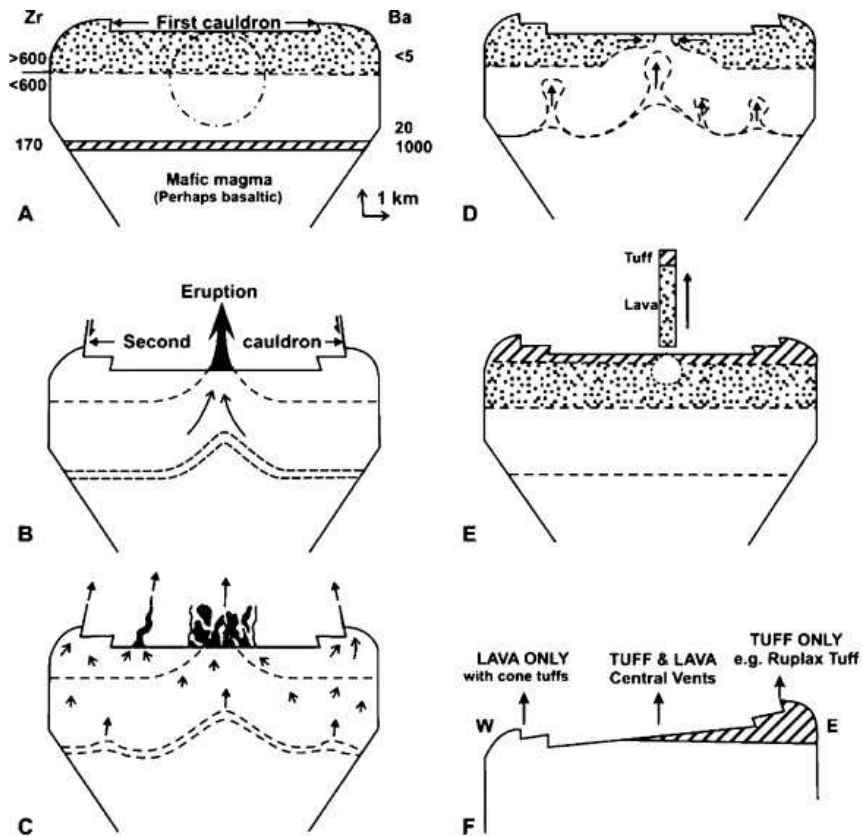 Zr
First cauldron
Ba
>600
<600
<5
170
20
1000
Mafic magma
(Perhaps basaltic)
1 km
A
D
Eruption
Second cauldron
B
Tuff
Lava
E
C
LAVA ONLY
with cone tuffs
TUFF & LAVA
Central Vents
TUFF ONLY
e.g. Ruplax Tuff
W
E
F